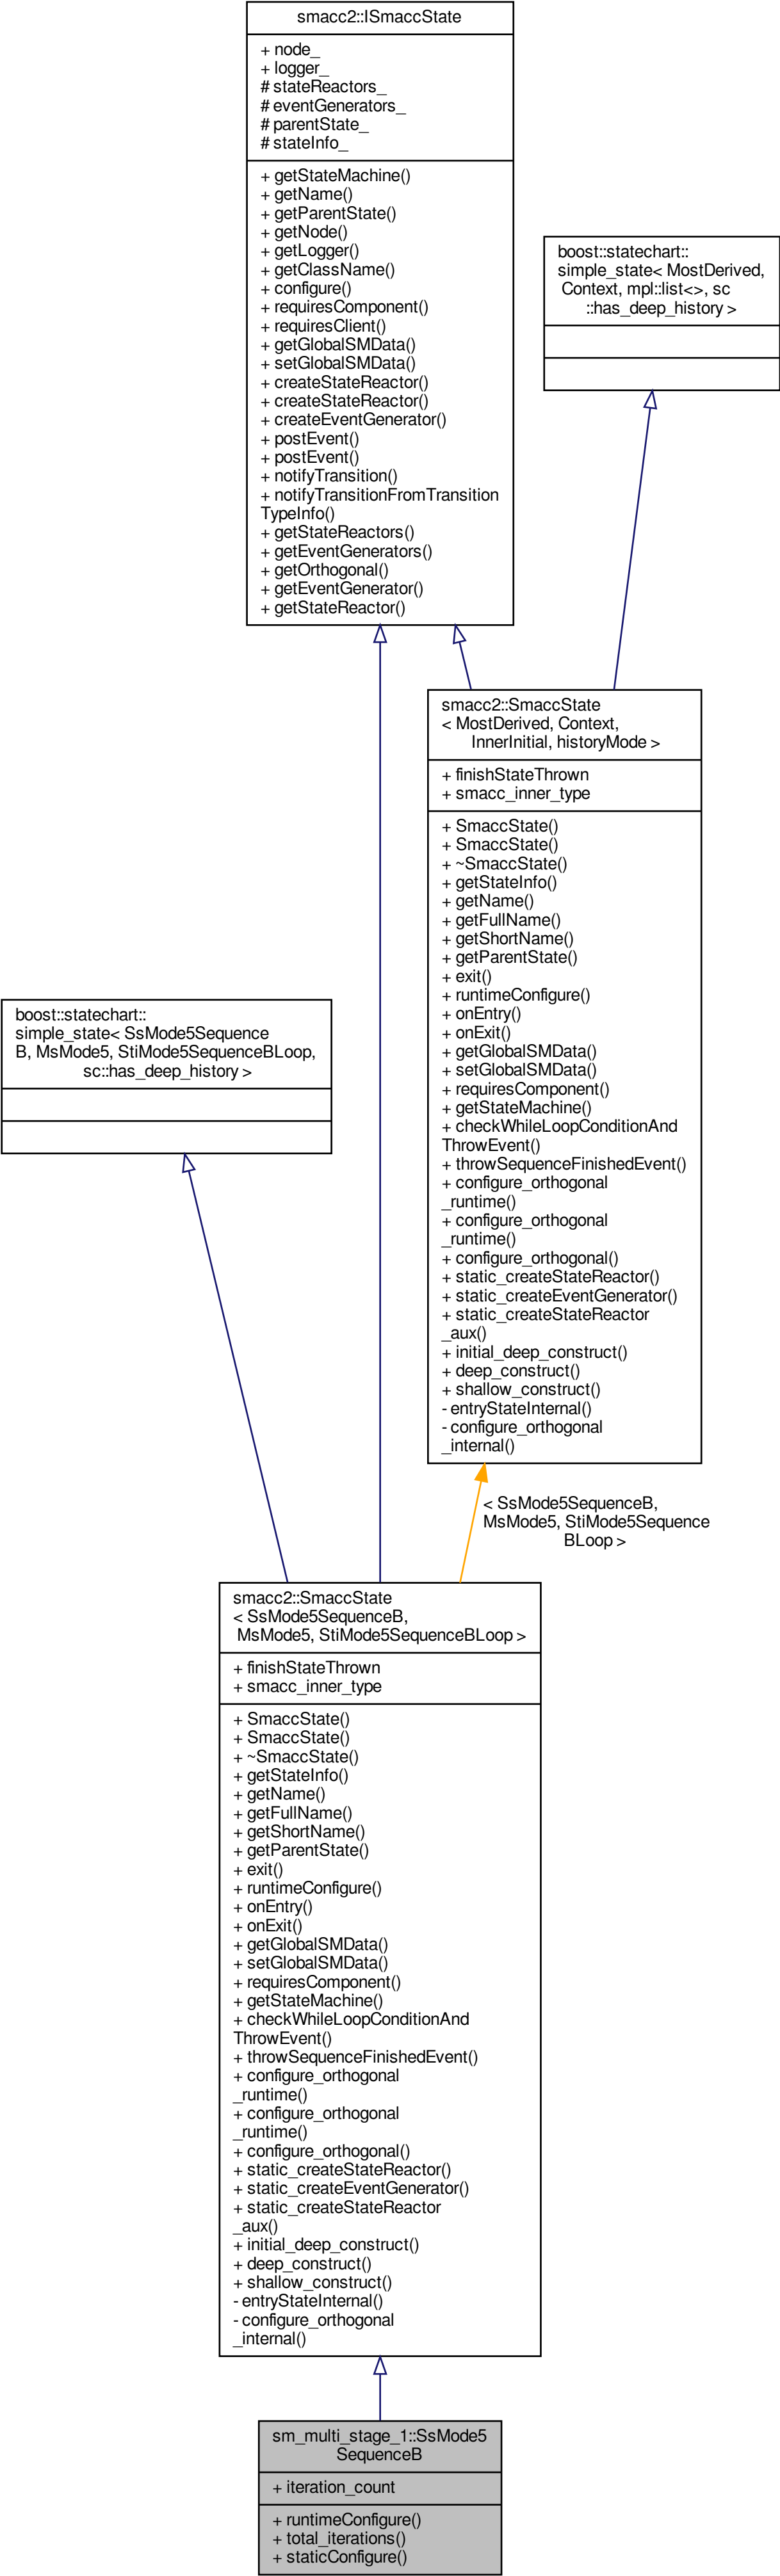 smacc2::ISmaccState
+ node_
+ logger_
# stateReactors_
# eventGenerators_
# parentState_
# stateInfo_
+ getStateMachine()
+ getName()
+ getParentState()
+ getNode()
+ getLogger()
+ getClassName()
+ configure()
+ requiresComponent()
+ requiresClient()
+ getGlobalSMData()
+ setGlobalSMData()
+ createStateReactor()
+ createStateReactor()
+ createEventGenerator()
+ postEvent()
+ postEvent()
+ notifyTransition()
+ notifyTransitionFromTransition
TypeInfo()
+ getStateReactors()
+ getEventGenerators()
+ getOrthogonal()
+ getEventGenerator()
+ getStateReactor()
boost::statechart::
simple_state< MostDerived,
Context, mpl::list<>, sc
::has_deep_history >
smacc2::SmaccState
< MostDerived, Context,
InnerInitial, historyMode >
+ finishStateThrown
+ smacc_inner_type
+ SmaccState()
+ SmaccState()
+ ~SmaccState()
+ getStateInfo()
+ getName()
+ getFullName()
+ getShortName()
+ getParentState()
+ exit()
+ runtimeConfigure()
+ onEntry()
+ onExit()
+ getGlobalSMData()
+ setGlobalSMData()
+ requiresComponent()
+ getStateMachine()
+ checkWhileLoopConditionAnd
ThrowEvent()
+ throwSequenceFinishedEvent()
+ configure_orthogonal
_runtime()
+ configure_orthogonal
_runtime()
+ configure_orthogonal()
+ static_createStateReactor()
+ static_createEventGenerator()
+ static_createStateReactor
_aux()
+ initial_deep_construct()
+ deep_construct()
+ shallow_construct()
- entryStateInternal()
- configure_orthogonal
_internal()
boost::statechart::
simple_state< SsMode5Sequence
B, MsMode5, StiMode5SequenceBLoop,
sc::has_deep_history >
< SsMode5SequenceB,
MsMode5, StiMode5Sequence
BLoop >
smacc2::SmaccState
< SsMode5SequenceB,
MsMode5, StiMode5SequenceBLoop >
+ finishStateThrown
+ smacc_inner_type
+ SmaccState()
+ SmaccState()
+ ~SmaccState()
+ getStateInfo()
+ getName()
+ getFullName()
+ getShortName()
+ getParentState()
+ exit()
+ runtimeConfigure()
+ onEntry()
+ onExit()
+ getGlobalSMData()
+ setGlobalSMData()
+ requiresComponent()
+ getStateMachine()
+ checkWhileLoopConditionAnd
ThrowEvent()
+ throwSequenceFinishedEvent()
+ configure_orthogonal
_runtime()
+ configure_orthogonal
_runtime()
+ configure_orthogonal()
+ static_createStateReactor()
+ static_createEventGenerator()
+ static_createStateReactor
_aux()
+ initial_deep_construct()
+ deep_construct()
+ shallow_construct()
- entryStateInternal()
- configure_orthogonal
_internal()
sm_multi_stage_1::SsMode5
SequenceB
+ iteration_count
+ runtimeConfigure()
+ total_iterations()
+ staticConfigure()